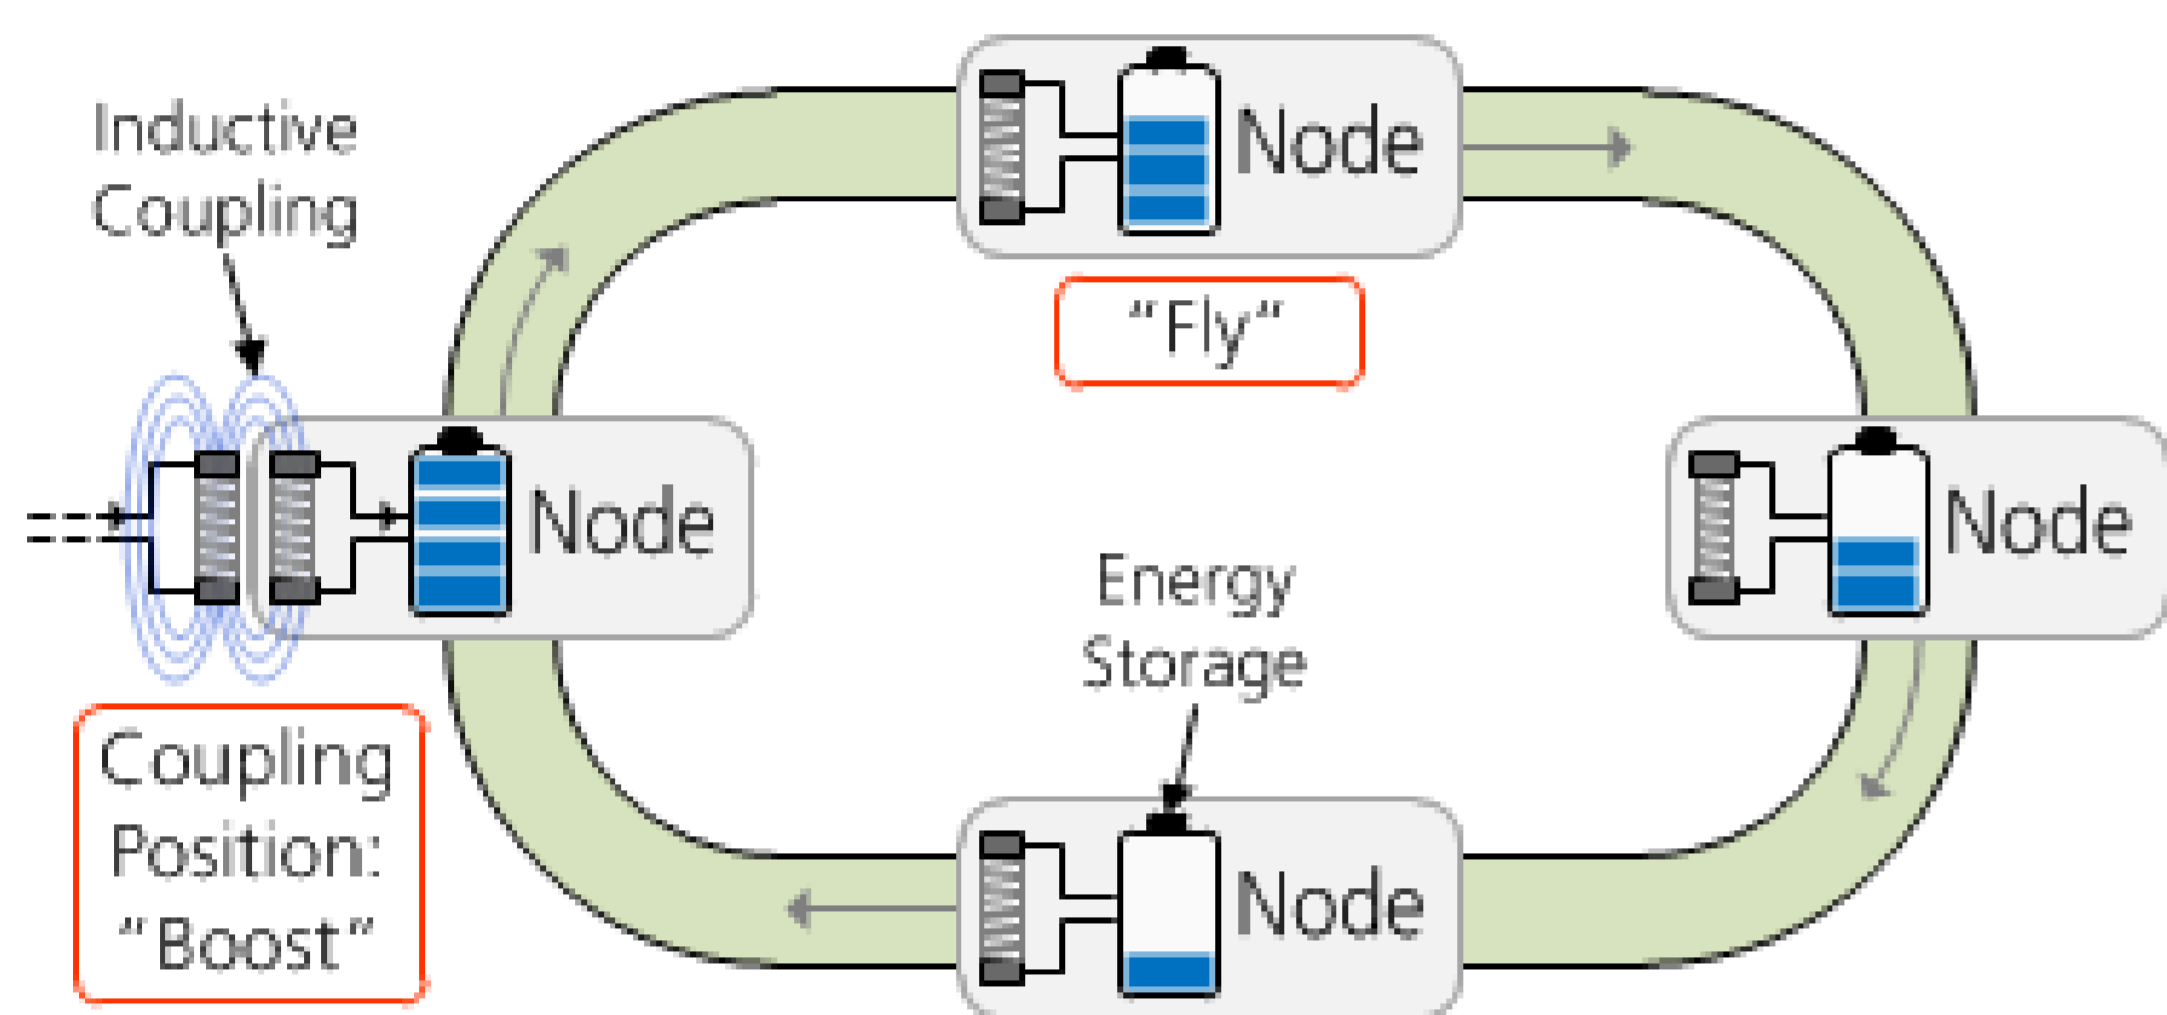 Inductive
Coupling
Node
“Fly“
Node
Node
Energy
Storage
Coupling
Position:
“Boost“
Node